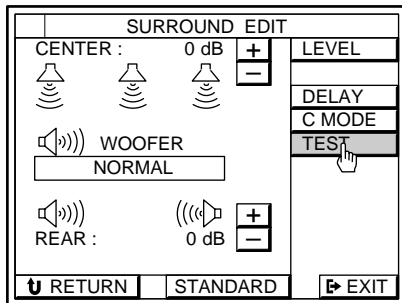 SURROUND EDIT
CENTER : 0 dB + LEVEL
−
DELAY
C MODE
WOOFER TEST
NORMAL
+
REAR : 0 dB −
RETURN STANDARD EXIT